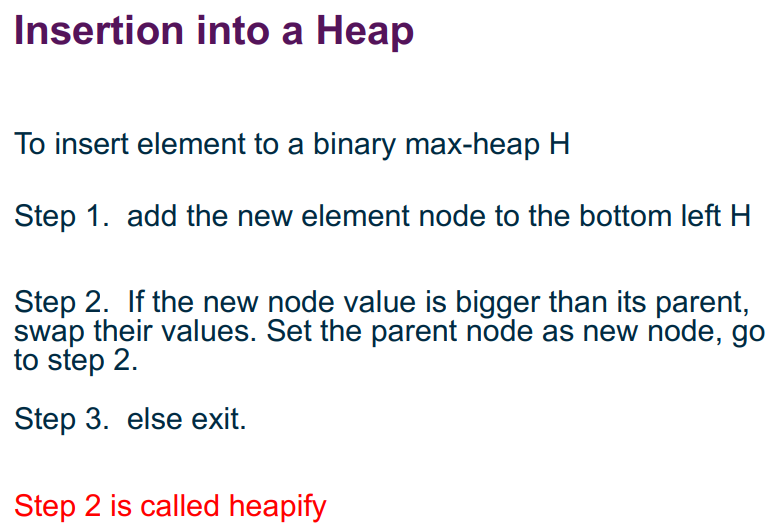 Insertion into a Heap
To insert element to a binary max-heap H
Step 1.  add the new element node to the bottom left H
Step 2.  If the new node value is bigger than its parent,
swap their values. Set the parent node as new node, go
to step 2.
Step 3.  else exit.
Step 2 is called heapify